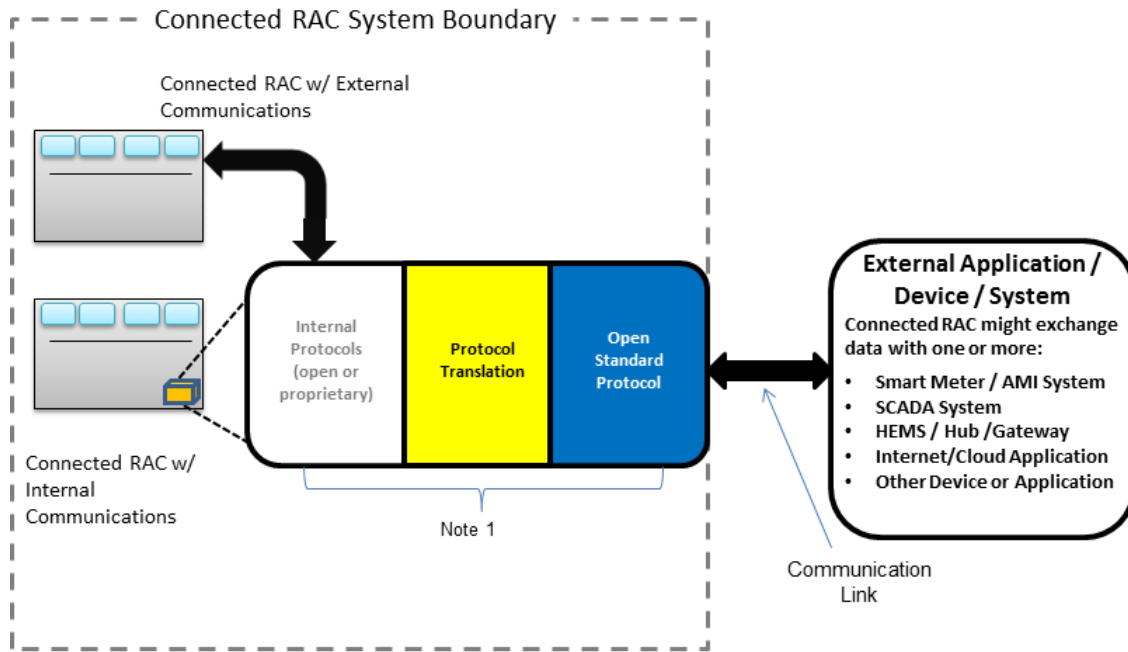 Connected RAC System Boundary
Connected RAC w/ External
Communications
Connected RAC w/
Internal
Communications
Internal
Protocols
(open or
proprietary)
Protocol
Translation
Open
Standard
Protocol
Note 1
External Application /
Device / System
Connected RAC might exchange
data with one or more:
• Smart Meter / AMI System
• SCADA System
• HEMS / Hub /Gateway
• Internet/Cloud Application
• Other Device or Application
Communication
Link